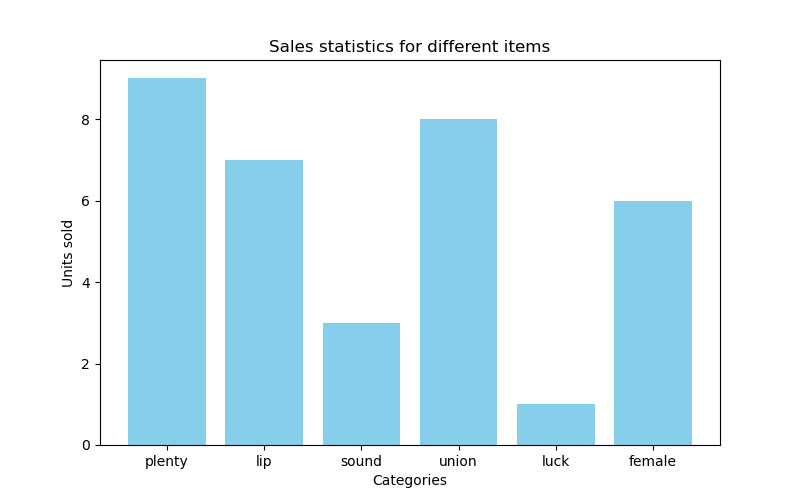 Sales statistics for different items
Units sold
8
6
4
2
0
plenty lip sound union luck female
Categories